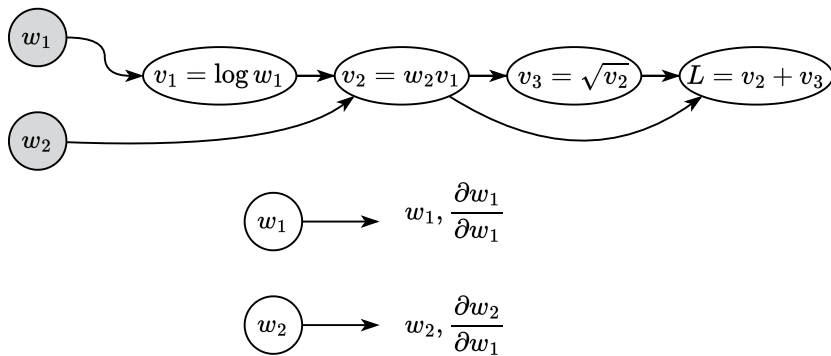 w₁
v₁ = log w₁
v₂ = w₂v₁
v₃ = √v₂
L = v₂ + v₃
w₂
w₁
w₁, ∂w₁/∂w₁
w₂
w₂, ∂w₂/∂w₁